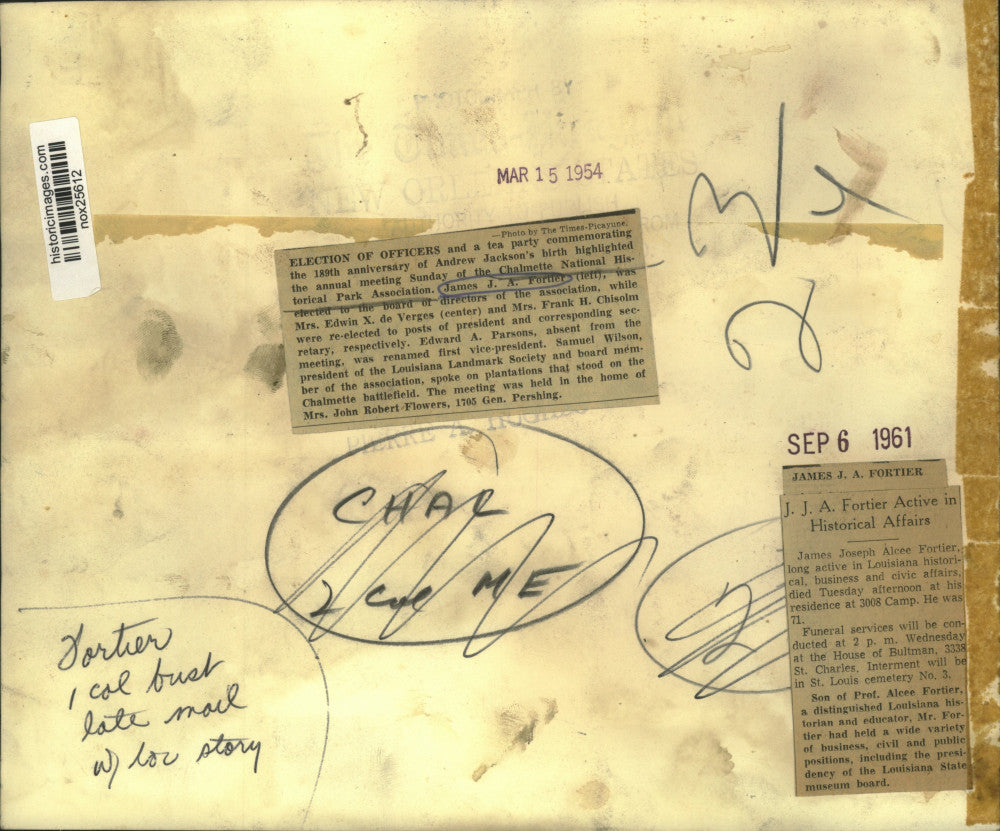 historicimages.com
nox25612
MAR 15 1954
—Photo by The Times-Picayune.
ELECTION OF OFFICERS and a tea party commemorating
the 189th anniversary of Andrew Jackson's birth highlighted
the annual meeting Sunday of the Chalmette National His-
torical Park Association. James J. A. Fortier (left), was
elected to the board of directors of the association, while
Mrs. Edwin X. de Verges (center) and Mrs. Frank H. Chisolm
were re-elected to posts of president and corresponding sec-
retary, respectively. Edward A. Parsons, absent from the
meeting, was renamed first vice-president. Samuel Wilson,
president of the Louisiana Landmark Society and board mem-
ber of the association, spoke on plantations that stood on the
Chalmette battlefield. The meeting was held in the home of
Mrs. John Robert Flowers, 1705 Gen. Pershing.
PIERRE A. HUGHES
CHAL
2 col ME
2
Fortier
1 col bust
late mail
w/ loc story
SEP 6 1961
JAMES J. A. FORTIER
J. J. A. Fortier Active in
Historical Affairs
James Joseph Alcee Fortier,
long active in Louisiana histori-
cal, business and civic affairs,
died Tuesday afternoon at his
residence at 3008 Camp. He was
71.
Funeral services will be con-
ducted at 2 p. m. Wednesday
at the House of Bultman, 3338
St. Charles, Interment will be
in St. Louis cemetery No. 3.
Son of Prof. Alcee Fortier,
a distinguished Louisiana his-
torian and educator, Mr. For-
tier had held a wide variety
of business, civil and public
positions, including the presi-
dency of the Louisiana State
museum board.